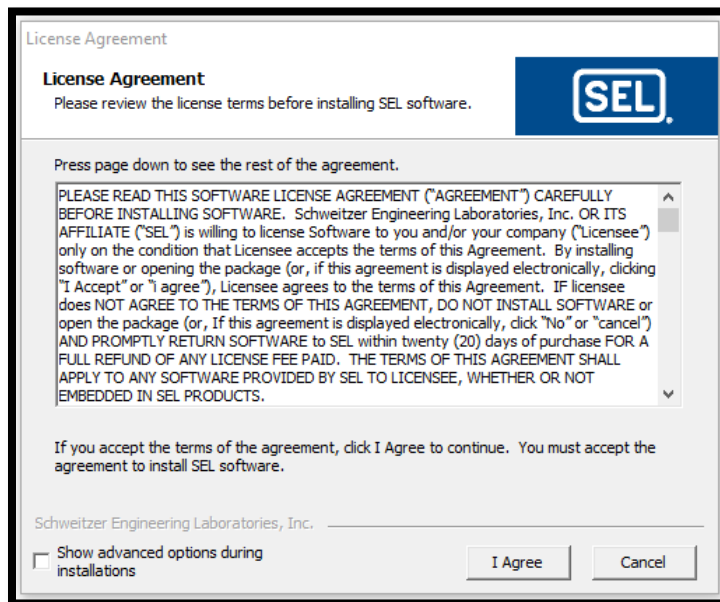 License Agreement
License Agreement
Please review the license terms before installing SEL software.
SEL
Press page down to see the rest of the agreement.
PLEASE READ THIS SOFTWARE LICENSE AGREEMENT ("AGREEMENT") CAREFULLY
BEFORE INSTALLING SOFTWARE.  Schweitzer Engineering Laboratories, Inc. OR ITS
AFFILIATE ("SEL") is willing to license Software to you and/or your company ("Licensee")
only on the condition that Licensee accepts the terms of this Agreement.  By installing
software or opening the package (or, if this agreement is displayed electronically, clicking
"I Accept" or "i agree"), Licensee agrees to the terms of this Agreement.  IF licensee
does NOT AGREE TO THE TERMS OF THIS AGREEMENT, DO NOT INSTALL SOFTWARE or
open the package (or, If this agreement is displayed electronically, click "No" or "cancel")
AND PROMPTLY RETURN SOFTWARE to SEL within twenty (20) days of purchase FOR A
FULL REFUND OF ANY LICENSE FEE PAID.  THE TERMS OF THIS AGREEMENT SHALL
APPLY TO ANY SOFTWARE PROVIDED BY SEL TO LICENSEE, WHETHER OR NOT
EMBEDDED IN SEL PRODUCTS.
If you accept the terms of the agreement, click I Agree to continue.  You must accept the
agreement to install SEL software.
Schweitzer Engineering Laboratories, Inc.
Show advanced options during
installations
I Agree
Cancel